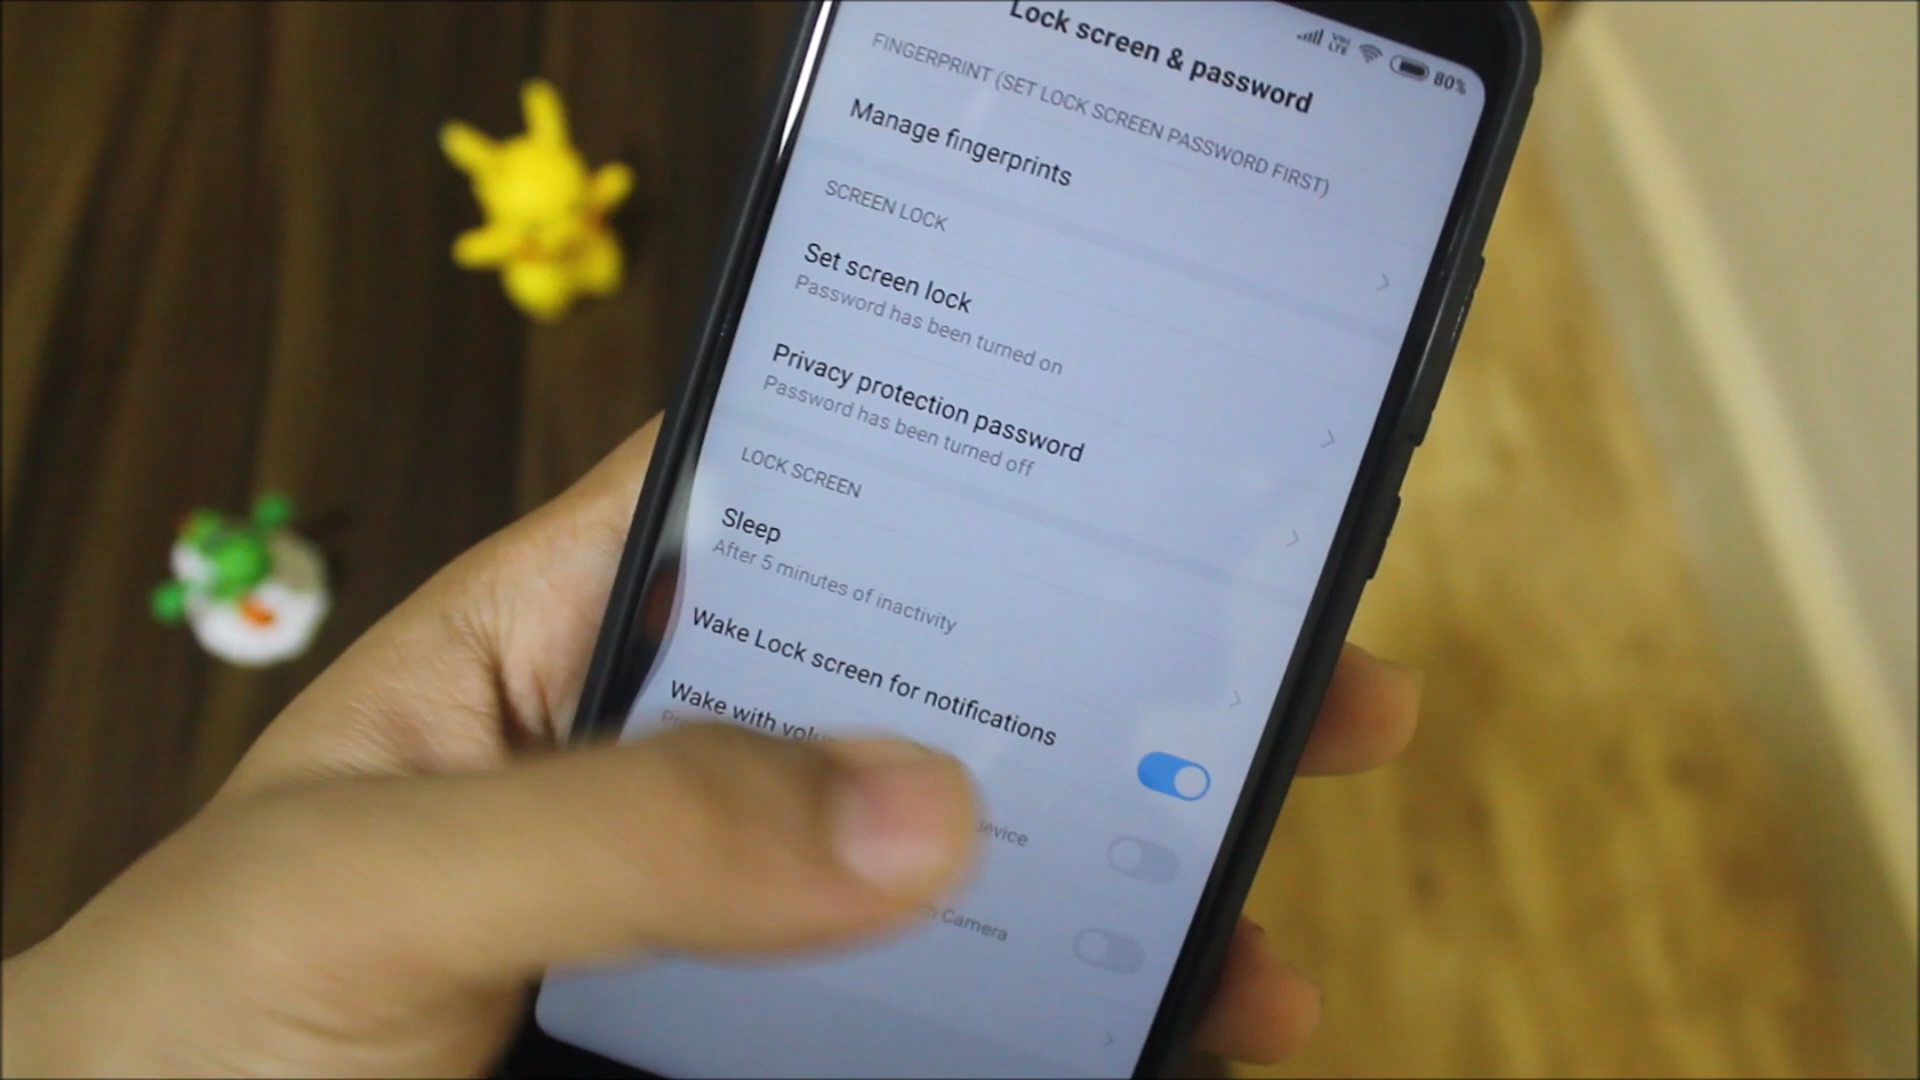 VoLTE 80%
Lock screen & password
FINGERPRINT (SET LOCK SCREEN PASSWORD FIRST)
Manage fingerprints
SCREEN LOCK
Set screen lock
Password has been turned on
Privacy protection password
Password has been turned off
LOCK SCREEN
Sleep
After 5 minutes of inactivity
Wake Lock screen for notifications
Wake with
device
Camera